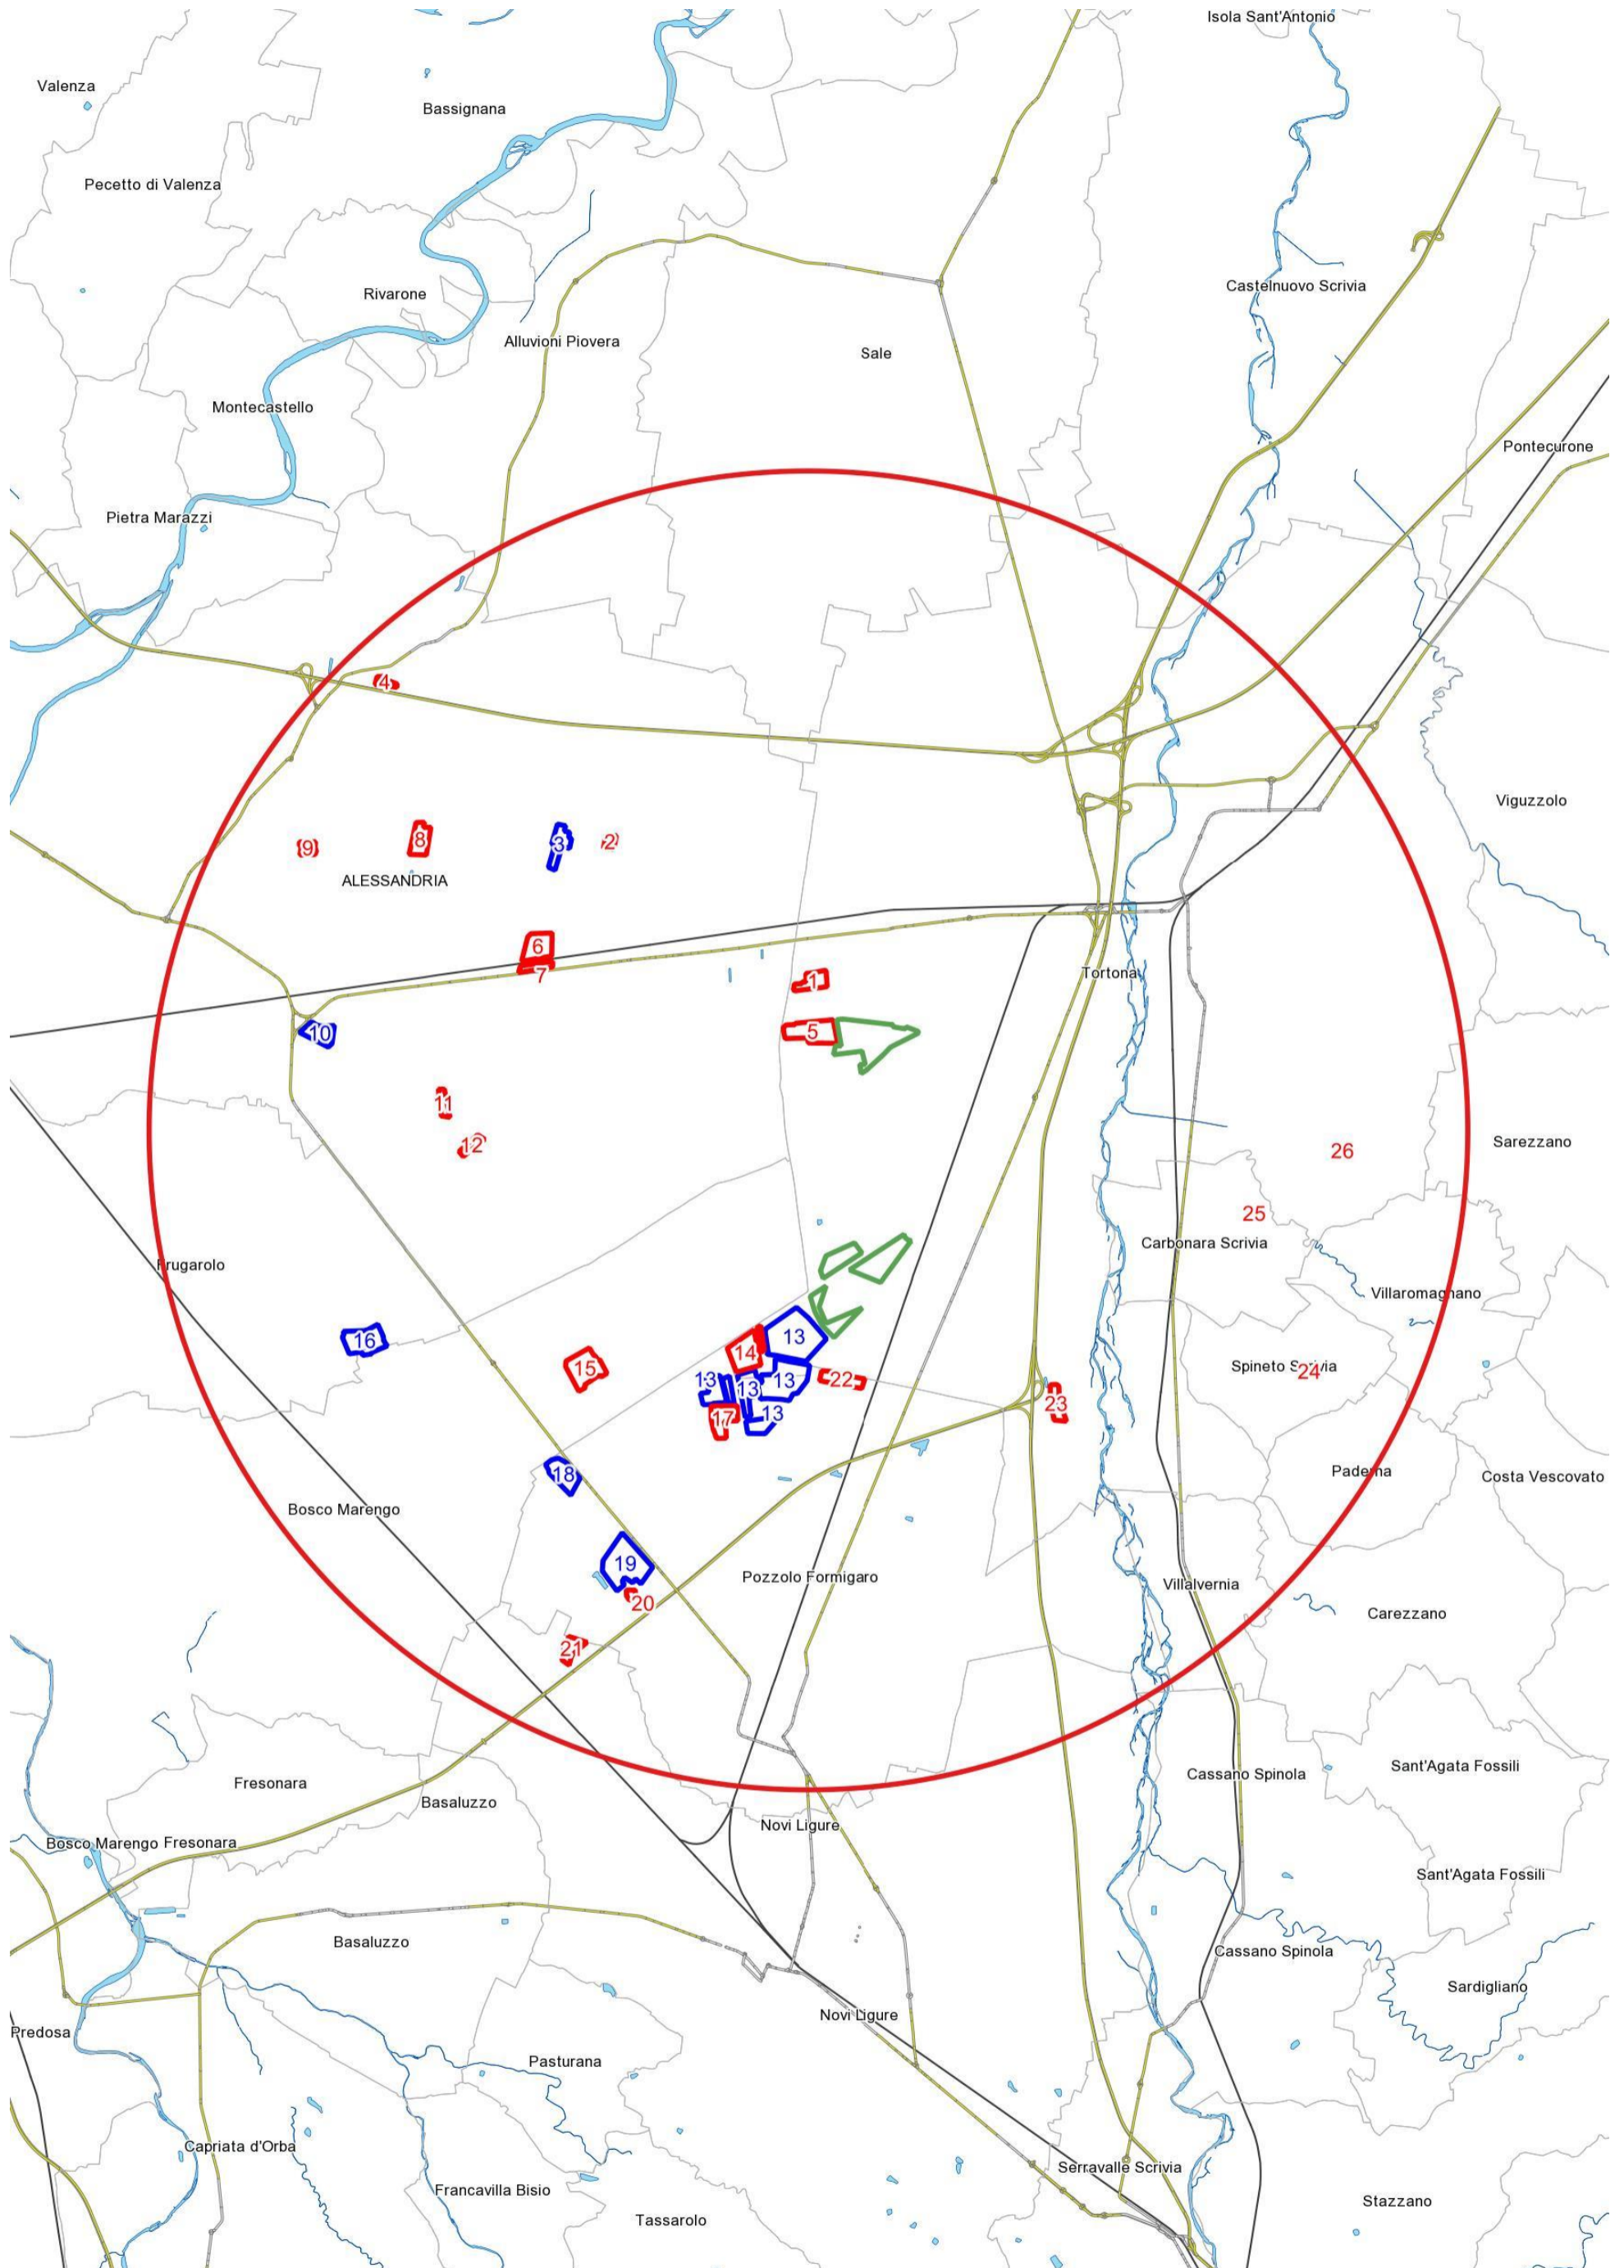 Isola Sant'Antonio
Valenza
Bassignana
Pecetto di Valenza
Castelnuovo Scrivia
Rivarone
Alluvioni Piovera
Sale
Montecastello
Pontecurone
Pietra Marazzi
4
Viguzzolo
9
8
3
2
ALESSANDRIA
6
7
Tortona
1
10
5
11
12
Sarezzano
26
25
Carbonara Scrivia
Frugarolo
Villaromagnano
16
13
14
15
Spineto Scrivia
24
13
13
13
22
23
17
13
18
Paderna
Costa Vescovato
Bosco Marengo
19
Pozzolo Formigaro
Villalvernia
20
Carezzano
21
Sant'Agata Fossili
Cassano Spinola
Fresonara
Basaluzzo
Novi Ligure
Bosco Marengo
Fresonara
Sant'Agata Fossili
Basaluzzo
Cassano Spinola
Sardigliano
Novi Ligure
Predosa
Pasturana
Capriata d'Orba
Serravalle Scrivia
Francavilla Bisio
Stazzano
Tassarolo